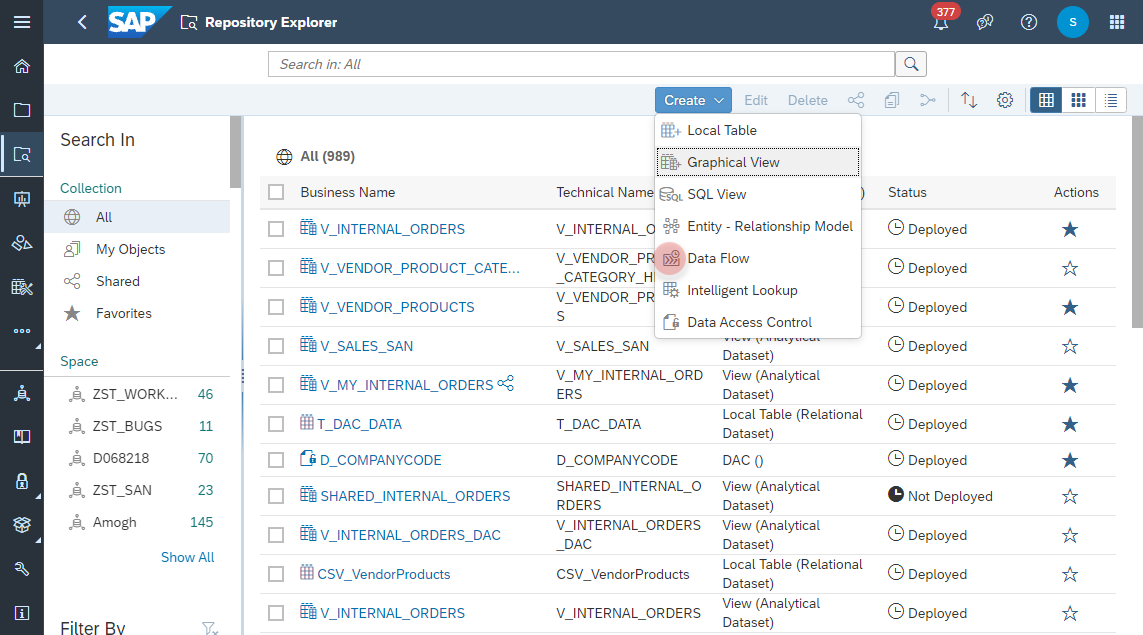 SAP Repository Explorer 377 S
Search in: All
Create Edit Delete
Search In
Collection
All
My Objects
Shared
Favorites
Space
ZST_WORK... 46
ZST_BUGS 11
D068218 70
ZST_SAN 23
Amogh 145
Show All
Filter By
Local Table
Graphical View
SQL SQL View
Entity - Relationship Model
Data Flow
Intelligent Lookup
Data Access Control
All (989)
Business Name Technical Name ) Status Actions
V_INTERNAL_ORDERS V_INTERNAL_O Deployed
V_VENDOR_PRODUCT_CATE... V_VENDOR_PR Deployed
_CATEGORY_H
V_VENDOR_PRODUCTS V_VENDOR_PR Deployed
S
V_SALES_SAN V_SALES_SAN View (Analytical Deployed
Dataset)
V_MY_INTERNAL_ORDERS V_MY_INTERNAL_ORD View (Analytical Deployed
ERS Dataset)
T_DAC_DATA T_DAC_DATA Local Table (Relational Deployed
Dataset)
D_COMPANYCODE D_COMPANYCODE DAC () Deployed
SHARED_INTERNAL_ORDERS SHARED_INTERNAL_O View (Analytical Not Deployed
RDERS Dataset)
V_INTERNAL_ORDERS_DAC V_INTERNAL_ORDERS View (Analytical Deployed
_DAC Dataset)
CSV_VendorProducts CSV_VendorProducts Local Table (Relational Deployed
Dataset)
V_INTERNAL_ORDERS V_INTERNAL_ORDERS View (Analytical Deployed
Dataset)